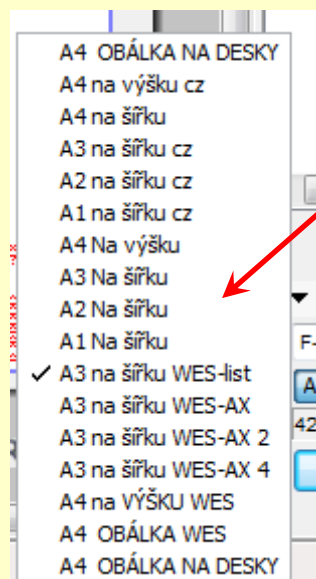 A4  OBÁLKA NA DESKY
A4 na výšku cz
A4 na šířku
A3 na šířku cz
A2 na šířku cz
A1 na šířku cz
A4 Na výšku
A3 Na šířku
A2 Na šířku
A1 Na šířku
✓ A3 na šířku WES-list
A3 na šířku WES-AX
A3 na šířku WES-AX 2
A3 na šířku WES-AX 4
A4 na VÝŠKU WES
A4  OBÁLKA WES
A4  OBÁLKA NA DESKY